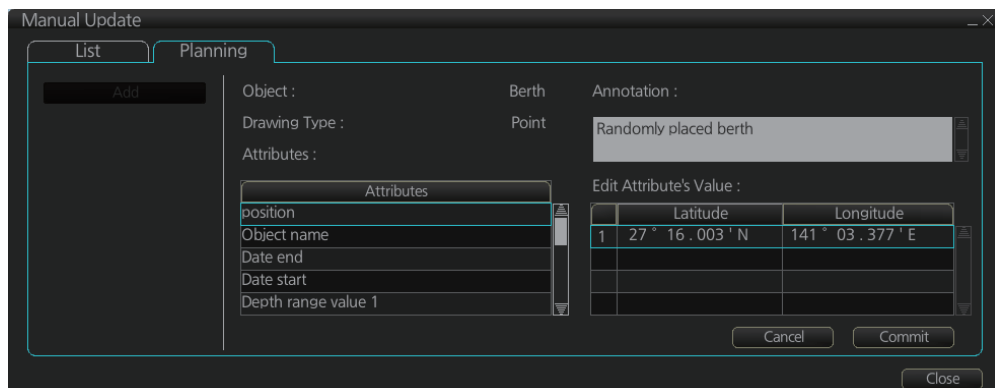 Manual Update
List Planning
Add
Object : Berth
Drawing Type : Point
Attributes :
Attributes
position
Object name
Date end
Date start
Depth range value 1
Annotation :
Randomly placed berth
Edit Attribute's Value :
Latitude Longitude
1 27 ° 16 . 003 ' N 141 ° 03 . 377 ' E
Cancel Commit
Close